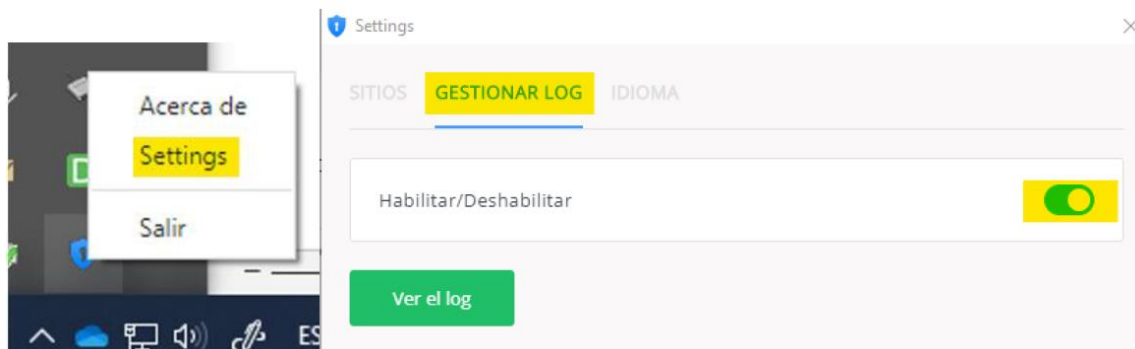 Acerca de
Settings
Salir
ES
Settings
SITIOS GESTIONAR LOG IDIOMA
Habilitar/Deshabilitar
Ver el log